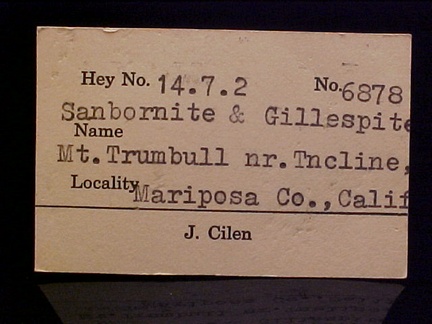 Hey No. 14.7.2 No. 6878
Sanbornite & Gillespite
Name
Mt.Trumbull nr.Tncline,
Locality Mariposa Co.,Calif
J. Cilen